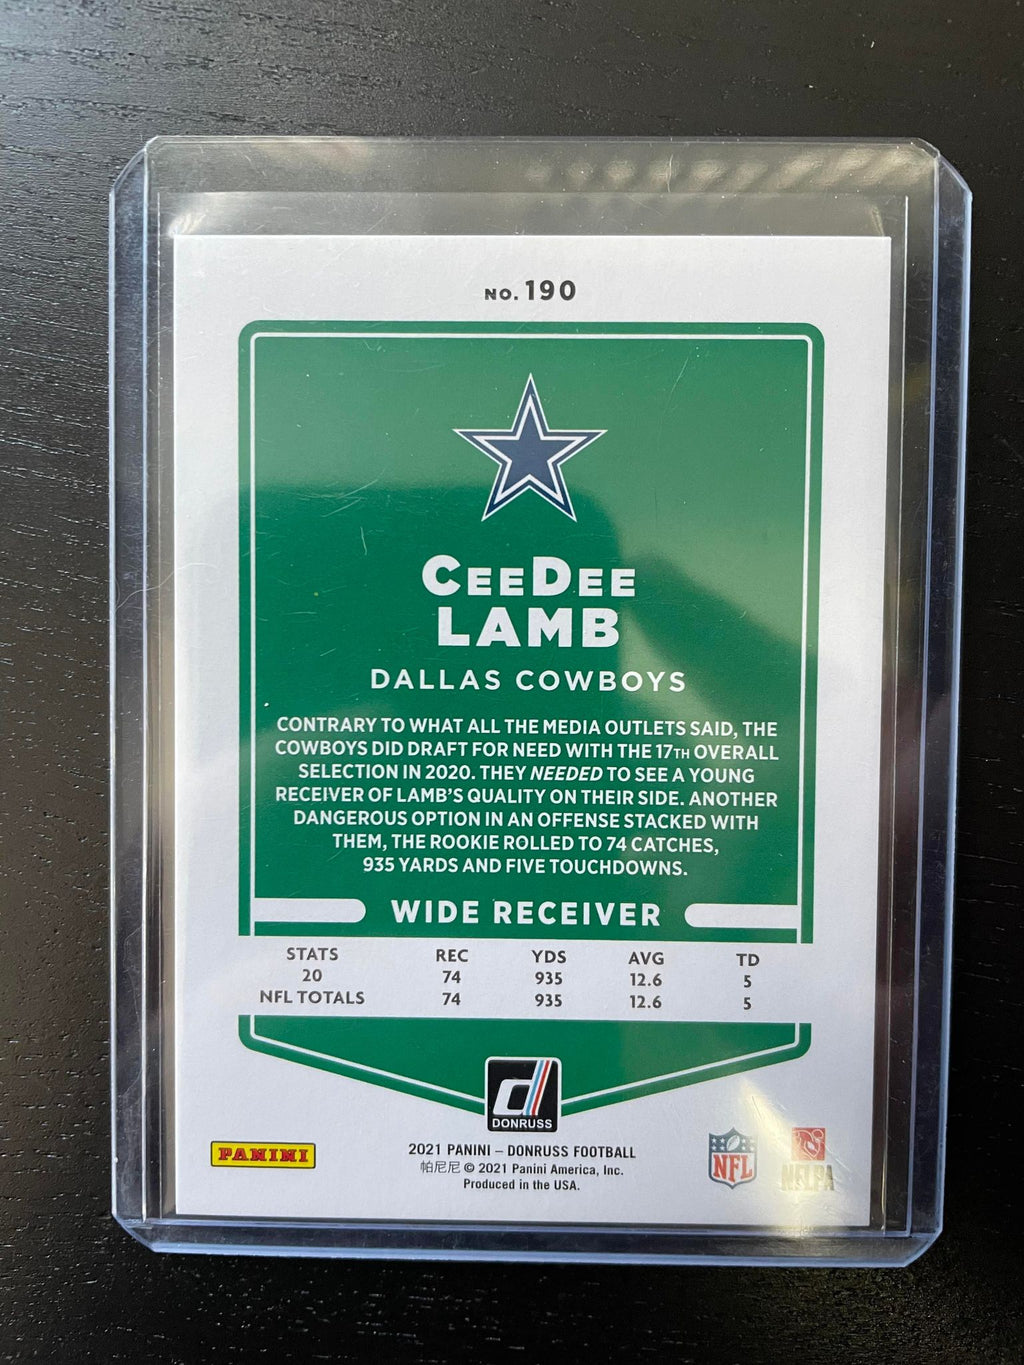 NO. 190
CEEDEE
LAMB
DALLAS COWBOYS
CONTRARY TO WHAT ALL THE MEDIA OUTLETS SAID, THE
COWBOYS DID DRAFT FOR NEED WITH THE 17TH OVERALL
SELECTION IN 2020. THEY NEEDED TO SEE A YOUNG
RECEIVER OF LAMB'S QUALITY ON THEIR SIDE. ANOTHER
DANGEROUS OPTION IN AN OFFENSE STACKED WITH
THEM, THE ROOKIE ROLLED TO 74 CATCHES,
935 YARDS AND FIVE TOUCHDOWNS.
WIDE RECEIVER
STATS REC YDS AVG TD
20 74 935 12.6 5
NFL TOTALS 74 935 12.6 5
d
DONRUSS
PANINI
2021 PANINI – DONRUSS FOOTBALL
帕尼尼 © 2021 Panini America, Inc.
Produced in the USA.
NFL
NFLPA